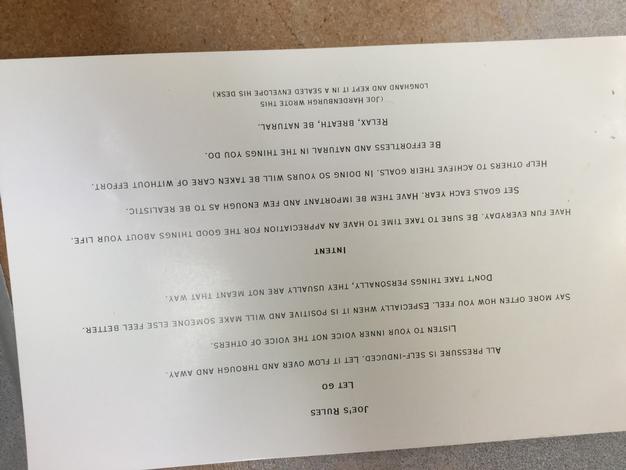 Joe's Rules
Let go
All pressure is self-induced. Let it flow over and through and away.
Listen to your inner voice not the voice of others.
Say more often how you feel. Especially when it is positive and will make someone else feel better.
Don't take things personally, they usually are not meant that way.
Intent
Have fun everyday. Be sure to take time to have an appreciation for the good things about your life.
Set goals each year. Have them be important and few enough as to be realistic.
Help others to achieve their goals. In doing so yours will be taken care of without effort.
Be effortless and natural in the things you do.
Relax, breath, be natural.
(Joe Hardenburgh wrote this
longhand and kept it in a sealed envelope his desk)